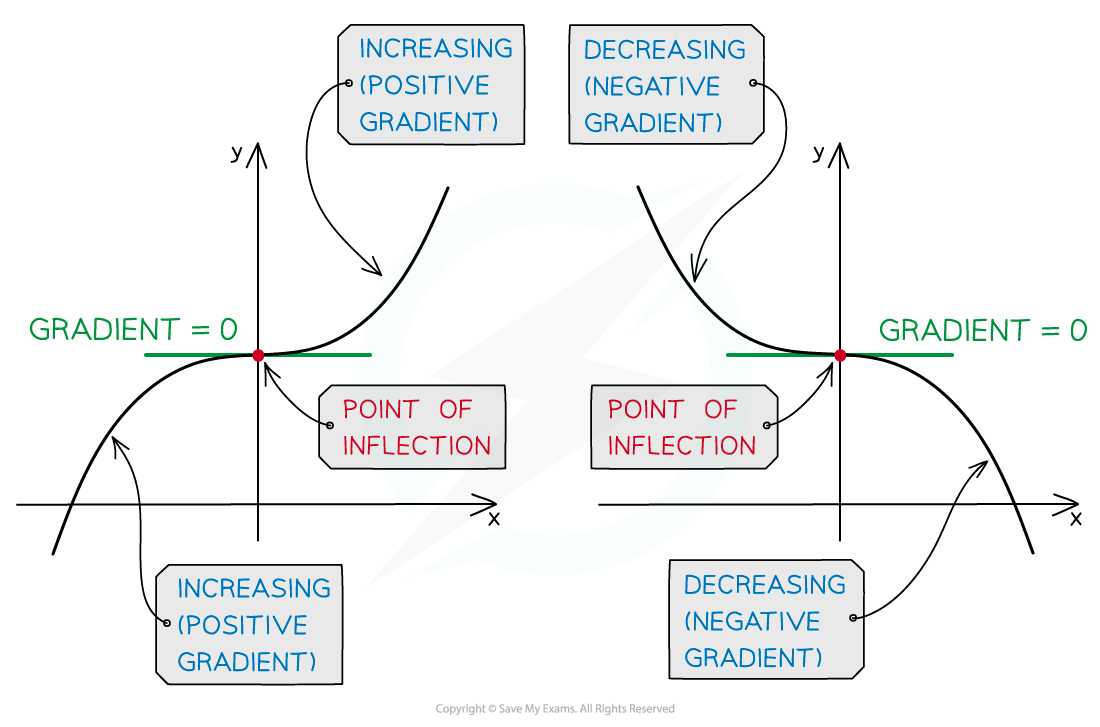 INCREASING
(POSITIVE
GRADIENT)
DECREASING
(NEGATIVE
GRADIENT)
y
y
GRADIENT = 0
GRADIENT = 0
POINT OF
INFLECTION
POINT OF
INFLECTION
x
x
INCREASING
(POSITIVE
GRADIENT)
DECREASING
(NEGATIVE
GRADIENT)
Copyright © Save My Exams. All Rights Reserved